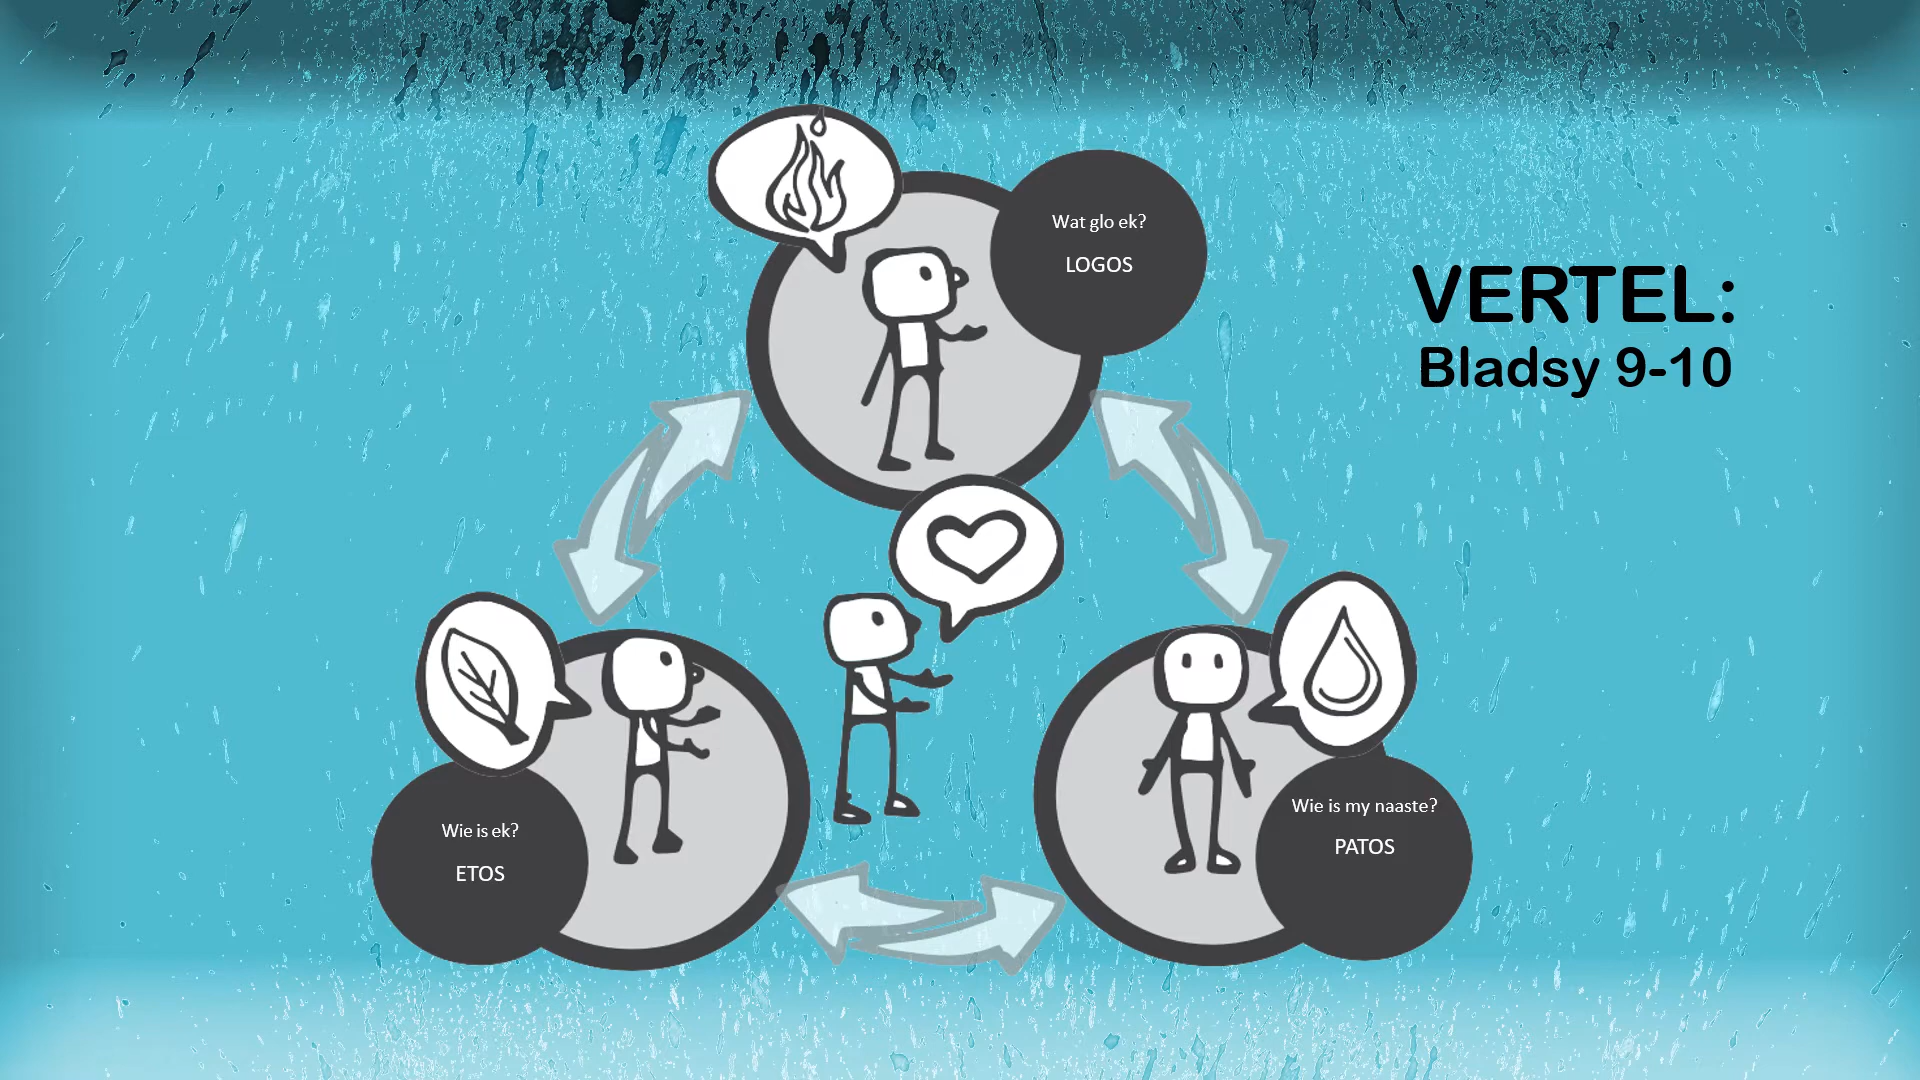 Wat glo ek?
LOGOS
VERTEL:
Bladsy 9-10
Wie is ek?
ETOS
Wie is my naaste?
PATOS